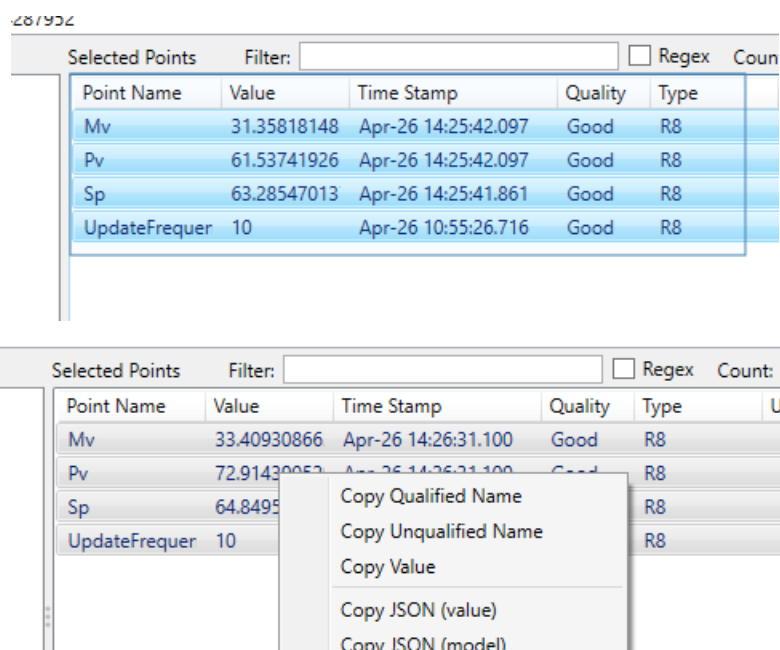 Selected Points Filter: Regex Coun
Point Name Value Time Stamp Quality Type
Mv 31.35818148 Apr-26 14:25:42.097 Good R8
Pv 61.53741926 Apr-26 14:25:42.097 Good R8
Sp 63.28547013 Apr-26 14:25:41.861 Good R8
UpdateFrequer 10 Apr-26 10:55:26.716 Good R8
Selected Points Filter: Regex Count:
Point Name Value Time Stamp Quality Type U
Mv 33.40930866 Apr-26 14:26:31.100 Good R8
Pv R8
Sp 64.8495 R8
UpdateFrequer 10 R8
Copy Qualified Name
Copy Unqualified Name
Copy Value
Copy JSON (value)
Copy JSON (model)